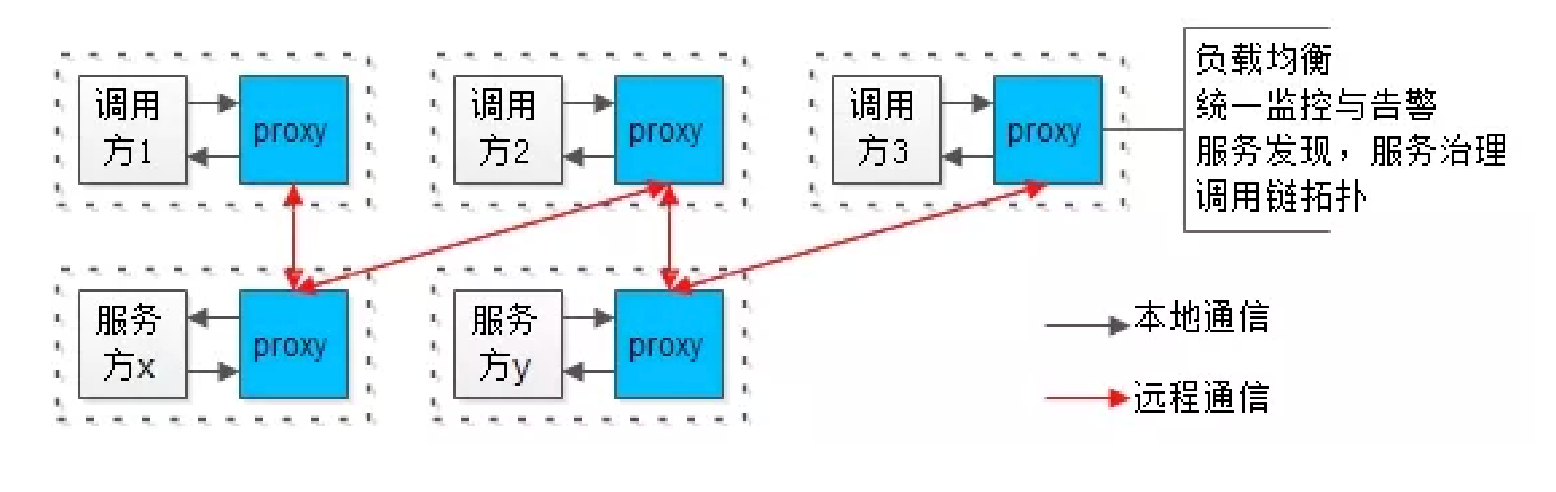 调用
方1
proxy
调用
方2
proxy
调用
方3
proxy
负载均衡
统一监控与告警
服务发现，服务治理
调用链拓扑
服务
方x
proxy
服务
方y
proxy
本地通信
远程通信